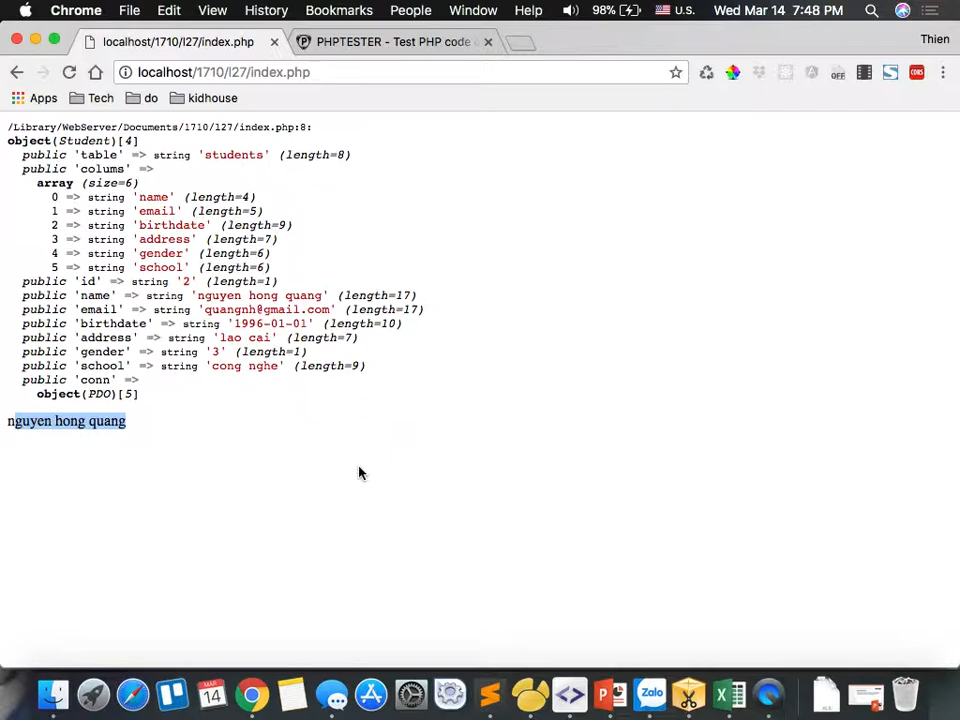 Chrome File Edit View History Bookmarks People Window Help 98% U.S. Wed Mar 14 7:48 PM
localhost/1710/l27/index.php PHPTESTER - Test PHP code Thien
localhost/1710/l27/index.php OFF CORS
Apps Tech do kidhouse
/Library/WebServer/Documents/1710/l27/index.php:8:
object(Student)[4]
public 'table' => string 'students' (length=8)
public 'colums' =>
array (size=6)
0 => string 'name' (length=4)
1 => string 'email' (length=5)
2 => string 'birthdate' (length=9)
3 => string 'address' (length=7)
4 => string 'gender' (length=6)
5 => string 'school' (length=6)
public 'id' => string '2' (length=1)
public 'name' => string 'nguyen hong quang' (length=17)
public 'email' => string 'quangnh@gmail.com' (length=17)
public 'birthdate' => string '1996-01-01' (length=10)
public 'address' => string 'lao cai' (length=7)
public 'gender' => string '3' (length=1)
public 'school' => string 'cong nghe' (length=9)
public 'conn' =>
object(PDO)[5]
nguyen hong quang
MAR
14
Zalo